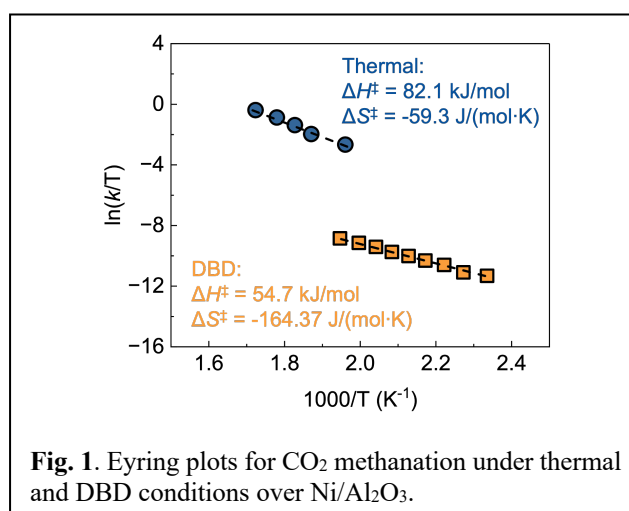 4
0
−4
−8
−12
−16
ln(k/T)
Thermal:
ΔH‡ = 82.1 kJ/mol
ΔS‡ = -59.3 J/(mol·K)
DBD:
ΔH‡ = 54.7 kJ/mol
ΔS‡ = -164.37 J/(mol·K)
1.6 1.8 2.0 2.2 2.4
1000/T (K⁻¹)
Fig. 1. Eyring plots for CO₂ methanation under thermal
and DBD conditions over Ni/Al₂O₃.